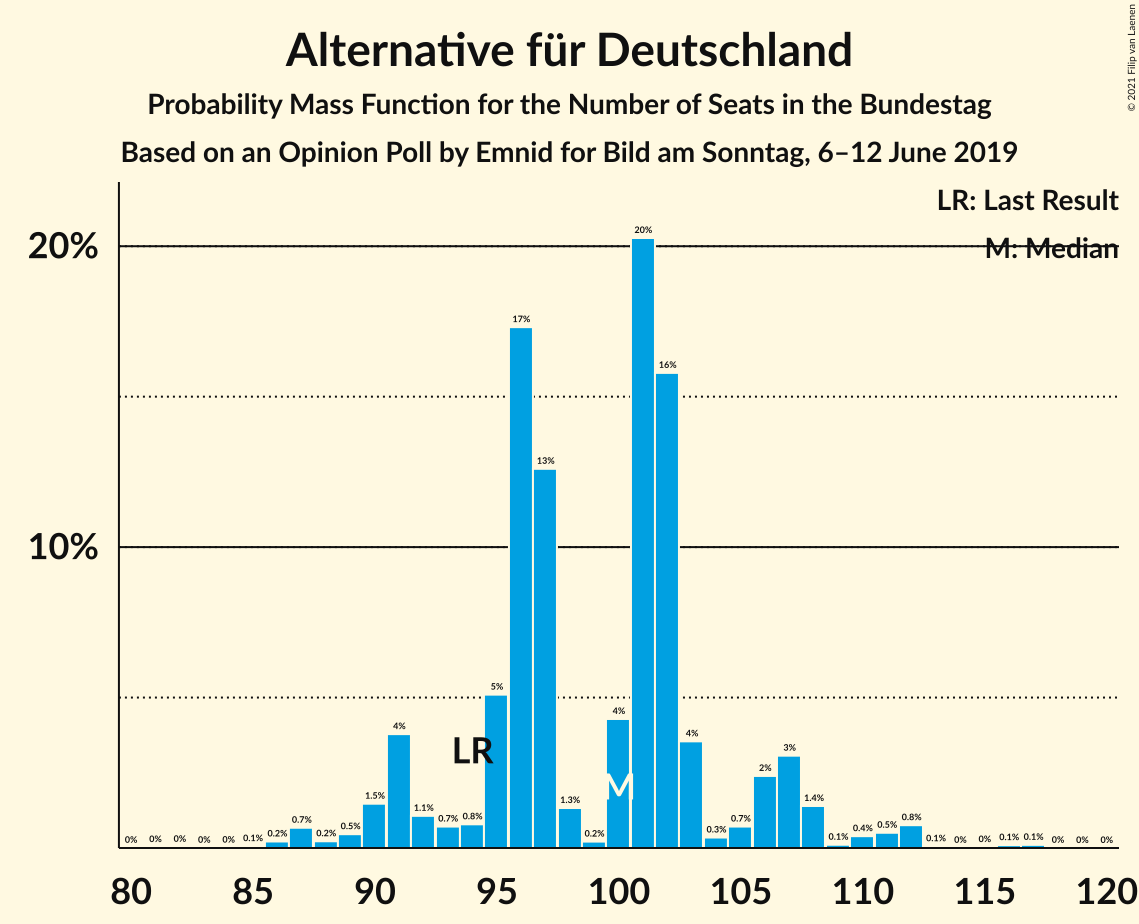 © 2021 Filip van Laenen
Alternative für Deutschland
Probability Mass Function for the Number of Seats in the Bundestag
Based on an Opinion Poll by Emnid for Bild am Sonntag, 6–12 June 2019
LR: Last Result
M: Median
20%
10%
0% 0% 0% 0% 0% 0.1% 0.2% 0.7% 0.2% 0.5% 1.5% 4% 1.1% 0.7% 0.8% 5% 17% 13% 1.3% 0.2% 4% 20% 16% 4% 0.3% 0.7% 2% 3% 1.4% 0.1% 0.4% 0.5% 0.8% 0.1% 0% 0% 0.1% 0.1% 0% 0% 0%
LR
M
80 85 90 95 100 105 110 115 120